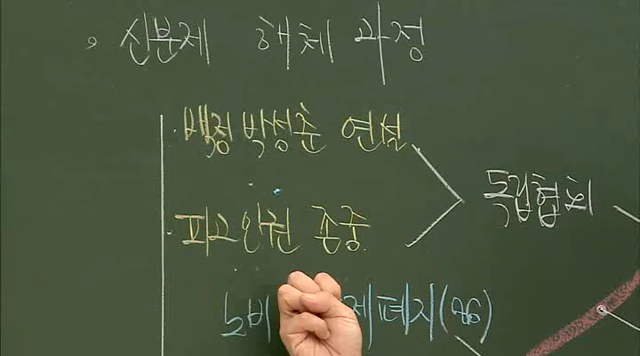 신분제 해체 과정
백정 박성춘 연설
독립협회
피고 인권 존중
노비 제 폐지(86)